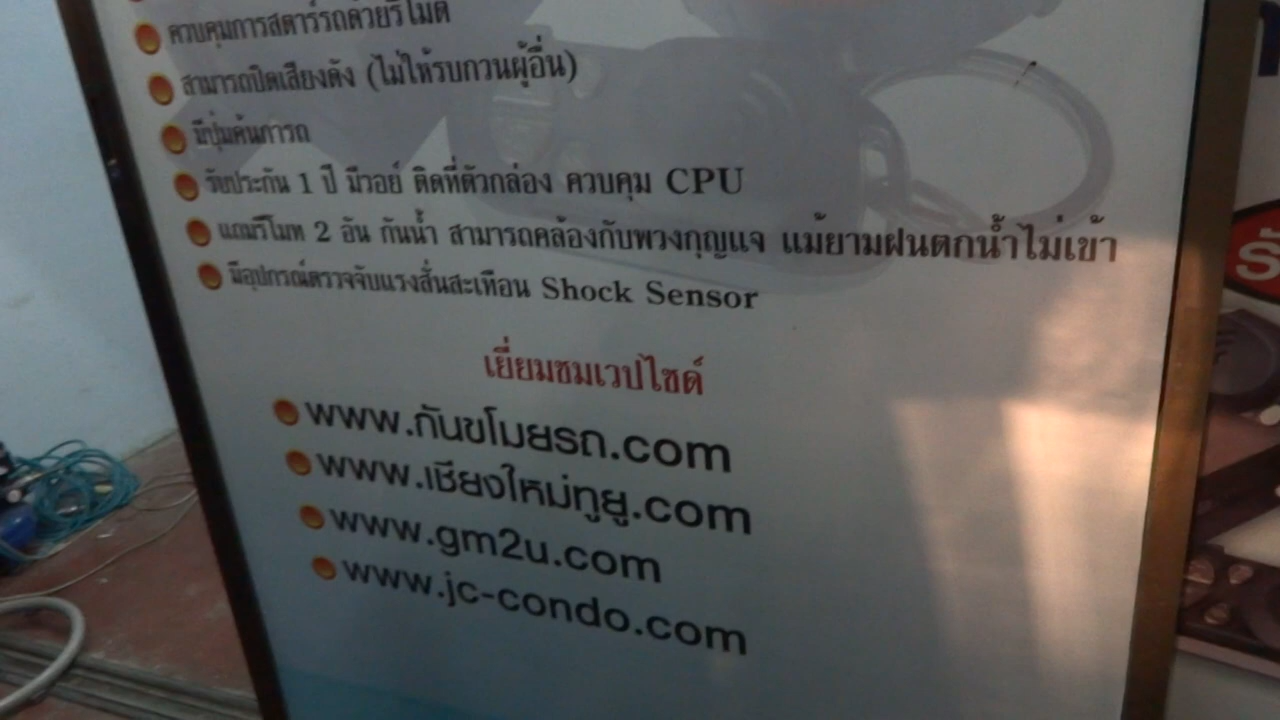 ควบคุมการสตาร์รถด้วยรีโมด
สามารถปิดเสียงดัง (ไม่ให้รบกวนผู้อื่น)
มีปุ่มค้นการถ
รับประกัน 1 ปี มีวอย์ ติดที่ตัวกล่อง ควบคุม CPU
แถมรีโมท 2 อัน กันน้ำ สามารถคล้องกับพวงกุญแจ แม้ยามฝนตกน้ำไม่เข้า
มีอุปกรณ์ตรวจจับแรงสั่นสะเทือน Shock Sensor
เยี่ยมชมเวปไซด์
www.กันขโมยรถ.com
www.เชียงใหม่ทูยู.com
www.gm2u.com
www.jc-condo.com